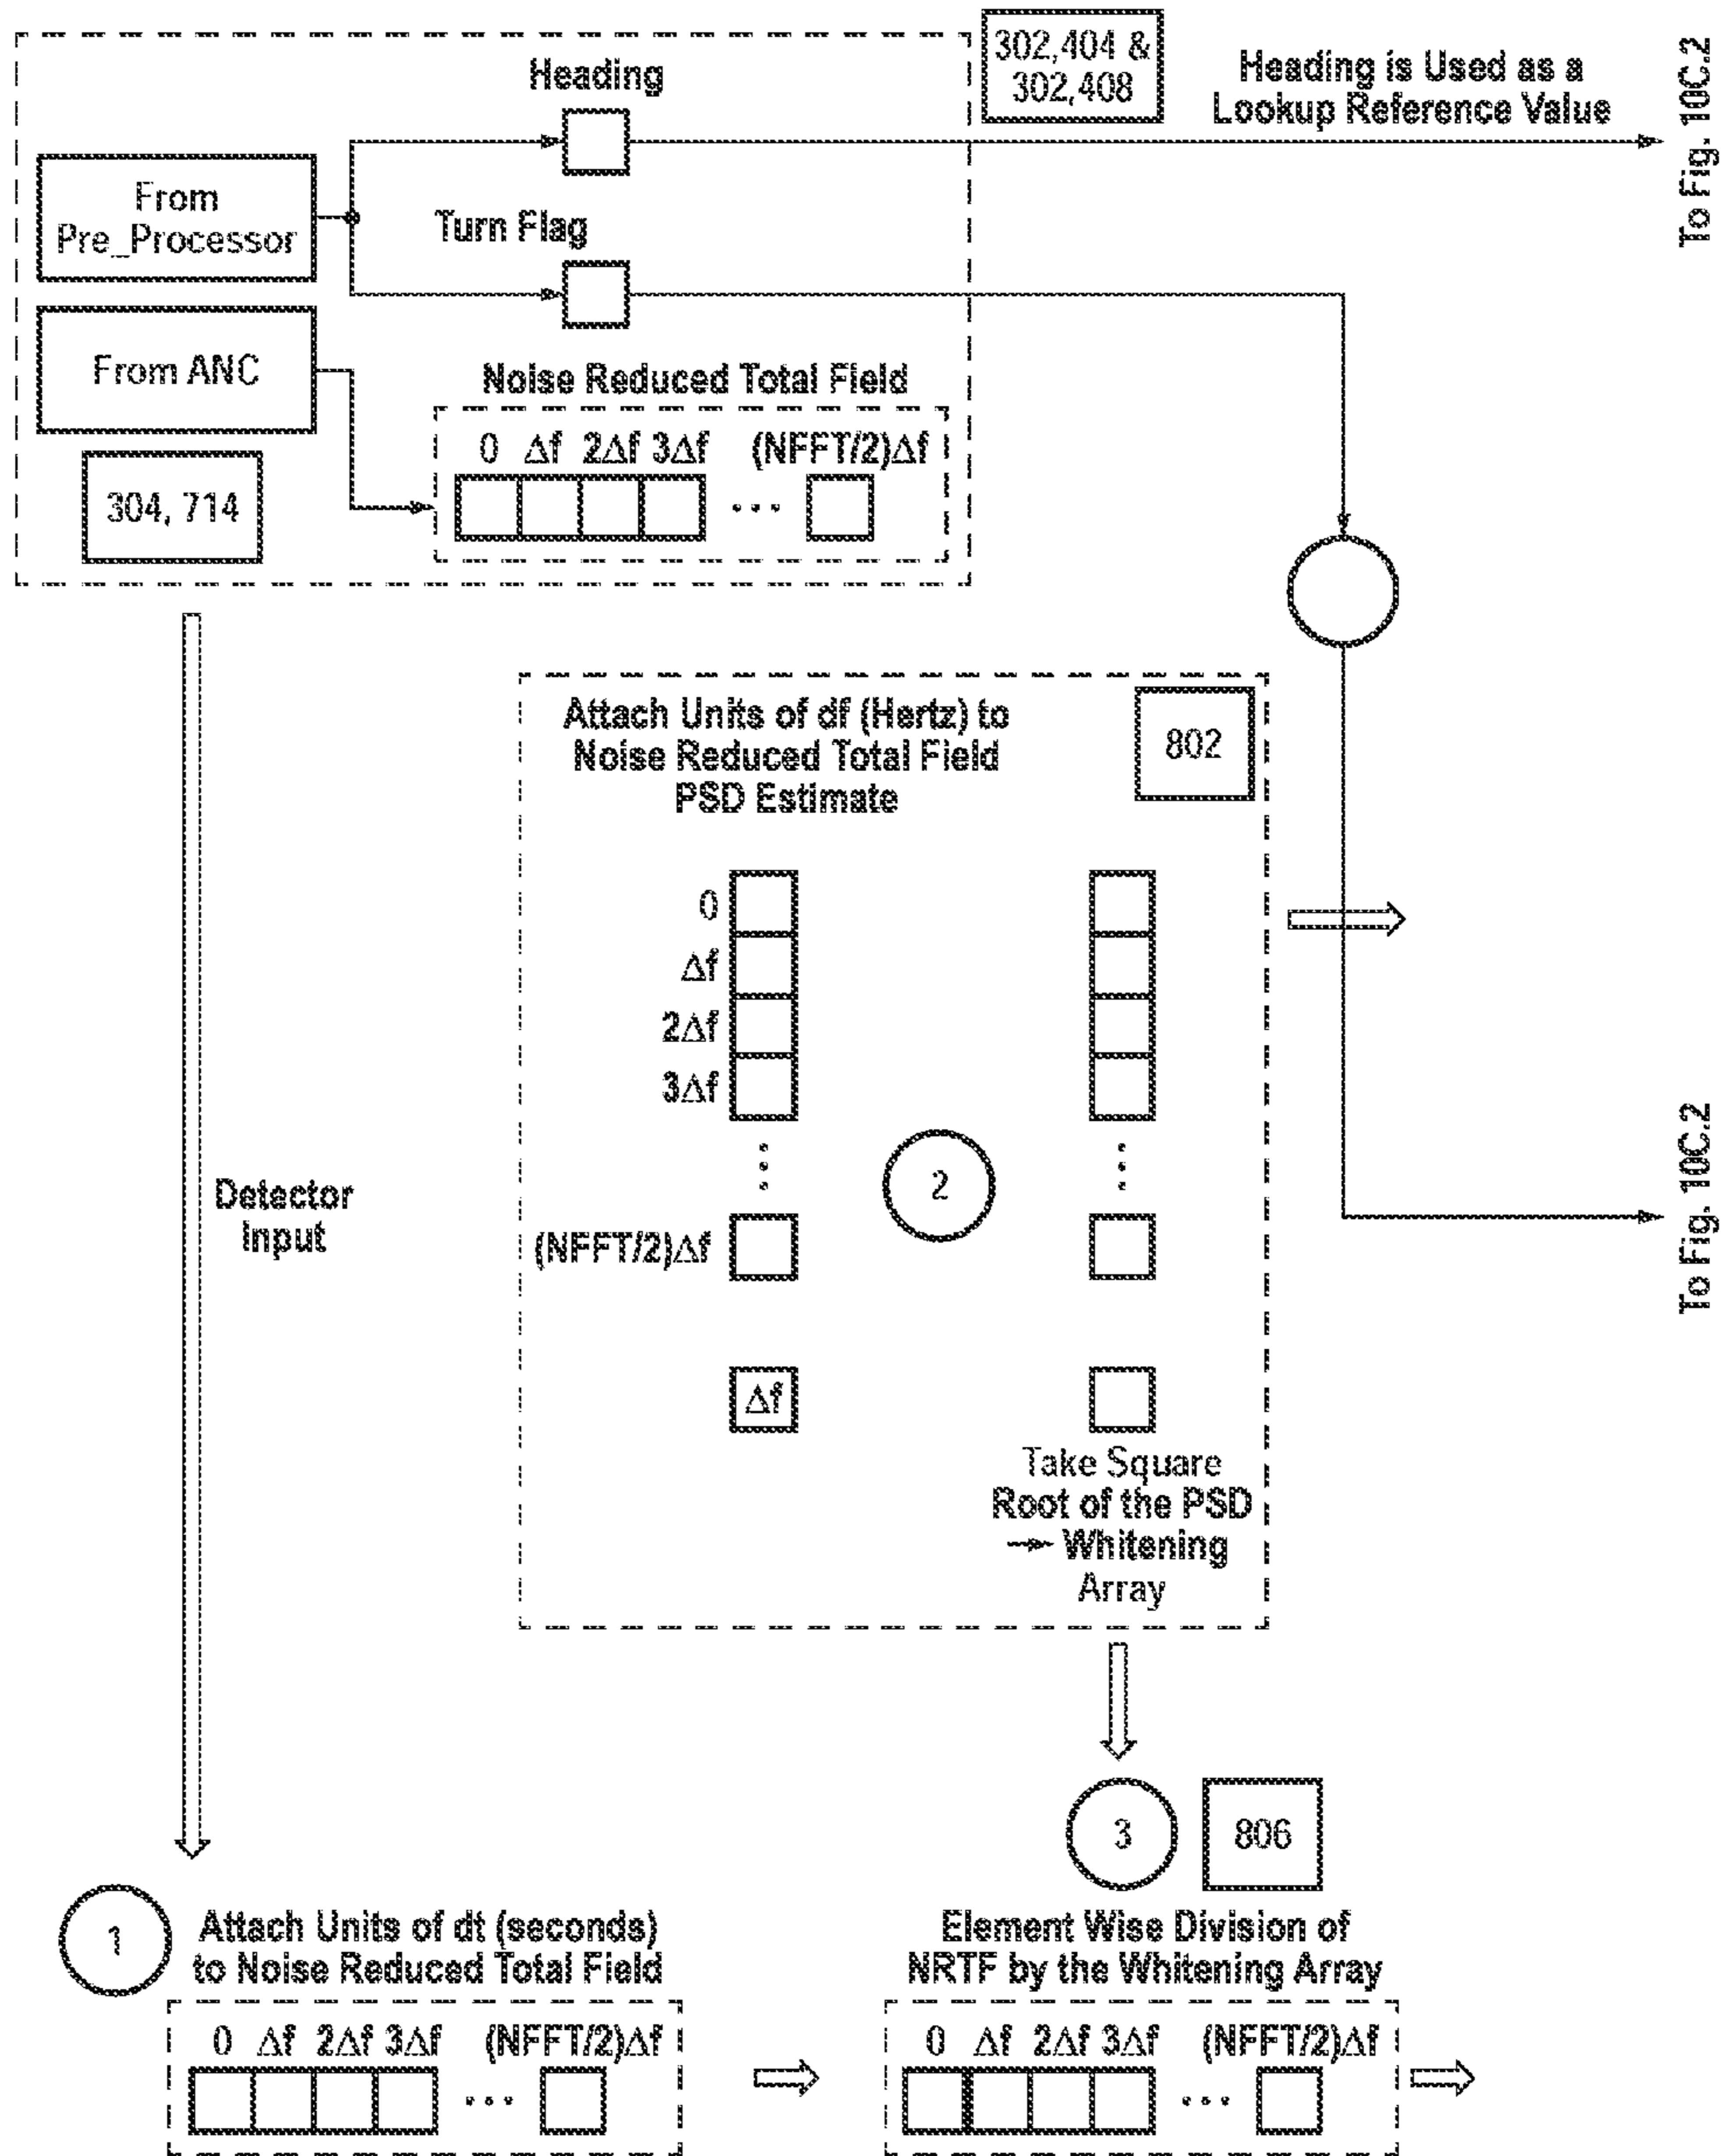 302,404 &
302,408
Heading
Heading is Used as a
Lookup Reference Value
To Fig. 10C.2
From
Pre_Processor
Turn Flag
From ANC
Noise Reduced Total Field
0 Δf 2Δf 3Δf (NFFT/2)Δf
...
304, 714
Attach Units of df (Hertz) to
Noise Reduced Total Field
PSD Estimate
802
0
Δf
2Δf
3Δf
...
...
2
(NFFT/2)Δf
Δf
Detector
Input
To Fig. 10C.2
Take Square
Root of the PSD
→ Whitening
Array
3
806
1
Attach Units of dt (seconds)
to Noise Reduced Total Field
0 Δf 2Δf 3Δf (NFFT/2)Δf
...
Element Wise Division of
NRTF by the Whitening Array
0 Δf 2Δf 3Δf (NFFT/2)Δf
...